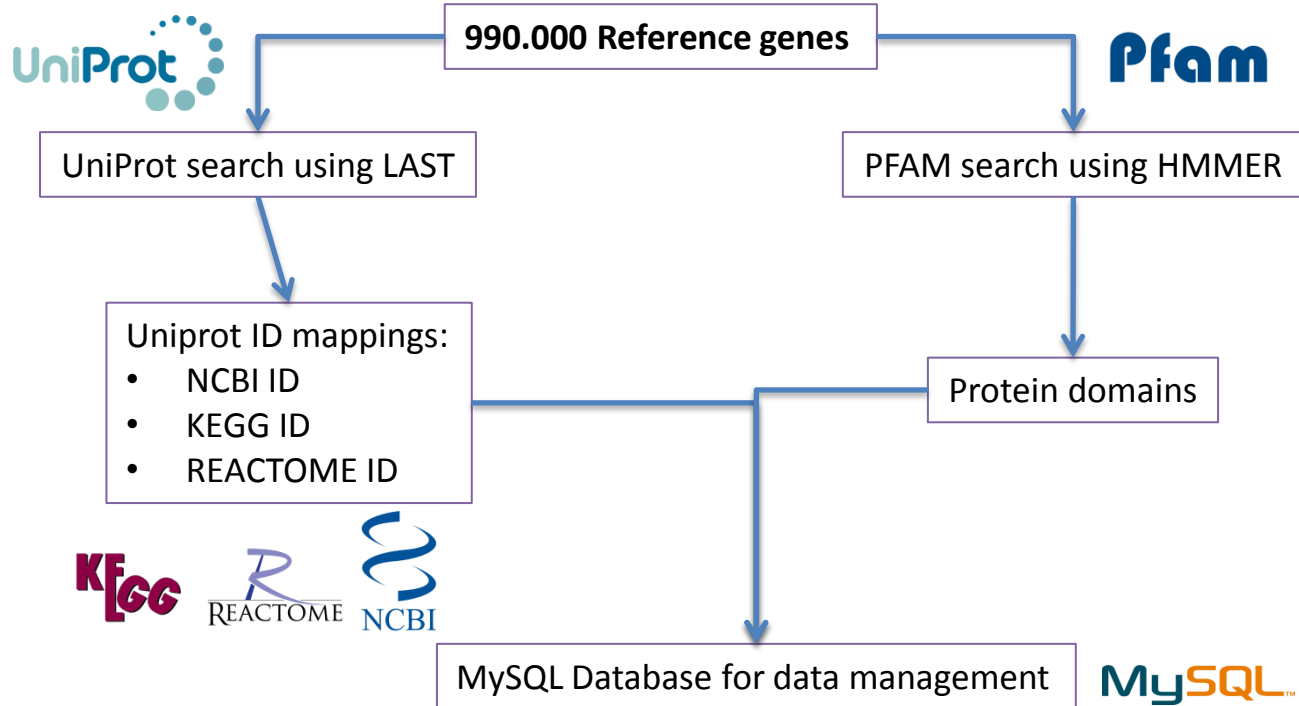 990.000 Reference genes
UniProt
Pfam
UniProt search using LAST
PFAM search using HMMER
Uniprot ID mappings:
• NCBI ID
• KEGG ID
• REACTOME ID
Protein domains
KEGG
REACTOME
NCBI
MySQL Database for data management
MySQL™